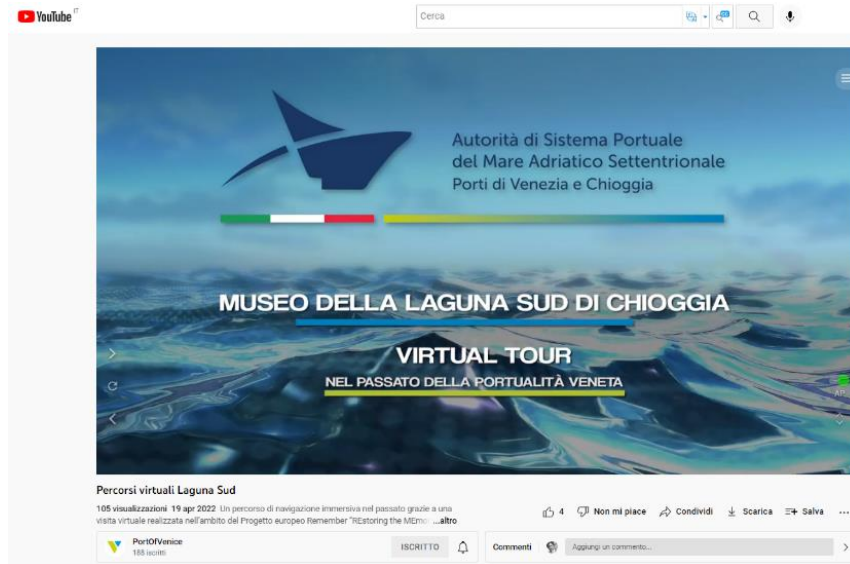 YouTube IT
Cerca
Autorità di Sistema Portuale
del Mare Adriatico Settentrionale
Porti di Venezia e Chioggia
MUSEO DELLA LAGUNA SUD DI CHIOGGIA
VIRTUAL TOUR
NEL PASSATO DELLA PORTUALITÀ VENETA
Percorsi virtuali Laguna Sud
105 visualizzazioni 19 apr 2022 Un percorso di navigazione immersiva nel passato grazie a una
visita virtuale realizzata nell'ambito del Progetto europeo Remember "REstoring the MEmo ...altro
4 Non mi piace Condividi Scarica Salva ...
PortOfVenice
188 iscritti
ISCRITTO
Commenti
Aggiungi un commento...